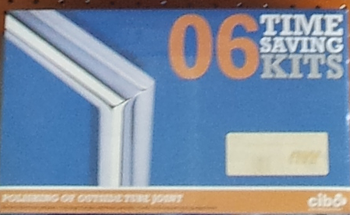 06 TIME
SAVING
KITS
POLISHING OF OUTSIDE TUBE JOINT
cibo